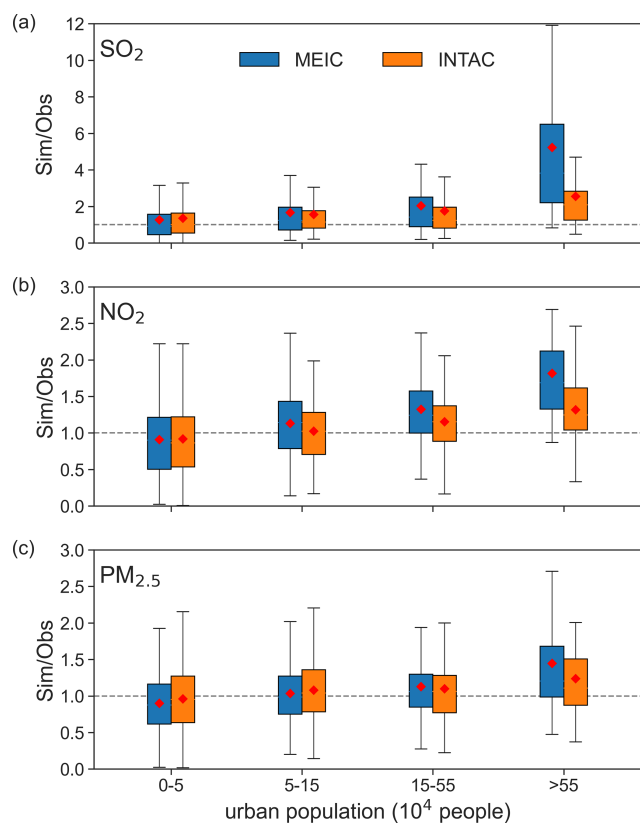 (a)
SO2
MEIC
INTAC
Sim/Obs
12
10
8
6
4
2
0
(b)
NO2
Sim/Obs
3.0
2.5
2.0
1.5
1.0
0.5
0.0
(c)
PM2.5
Sim/Obs
3.0
2.5
2.0
1.5
1.0
0.5
0.0
0-5 5-15 15-55 >55
urban population (10⁴ people)